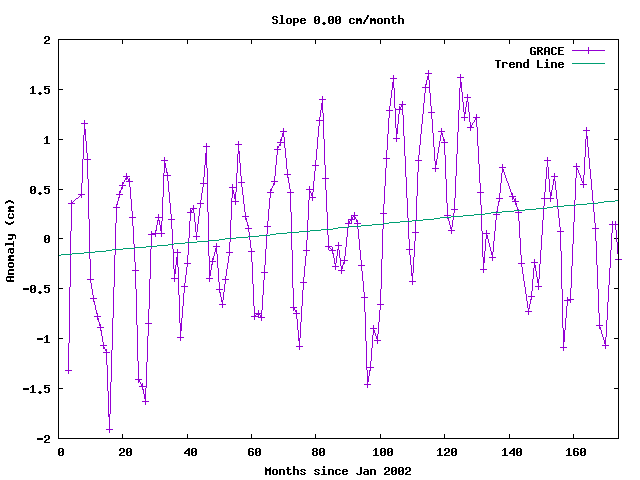 Slope 0.00 cm/month
GRACE
Trend Line
2
1.5
1
0.5
0
-0.5
-1
-1.5
-2
Anomaly (cm)
0 20 40 60 80 100 120 140 160
Months since Jan 2002